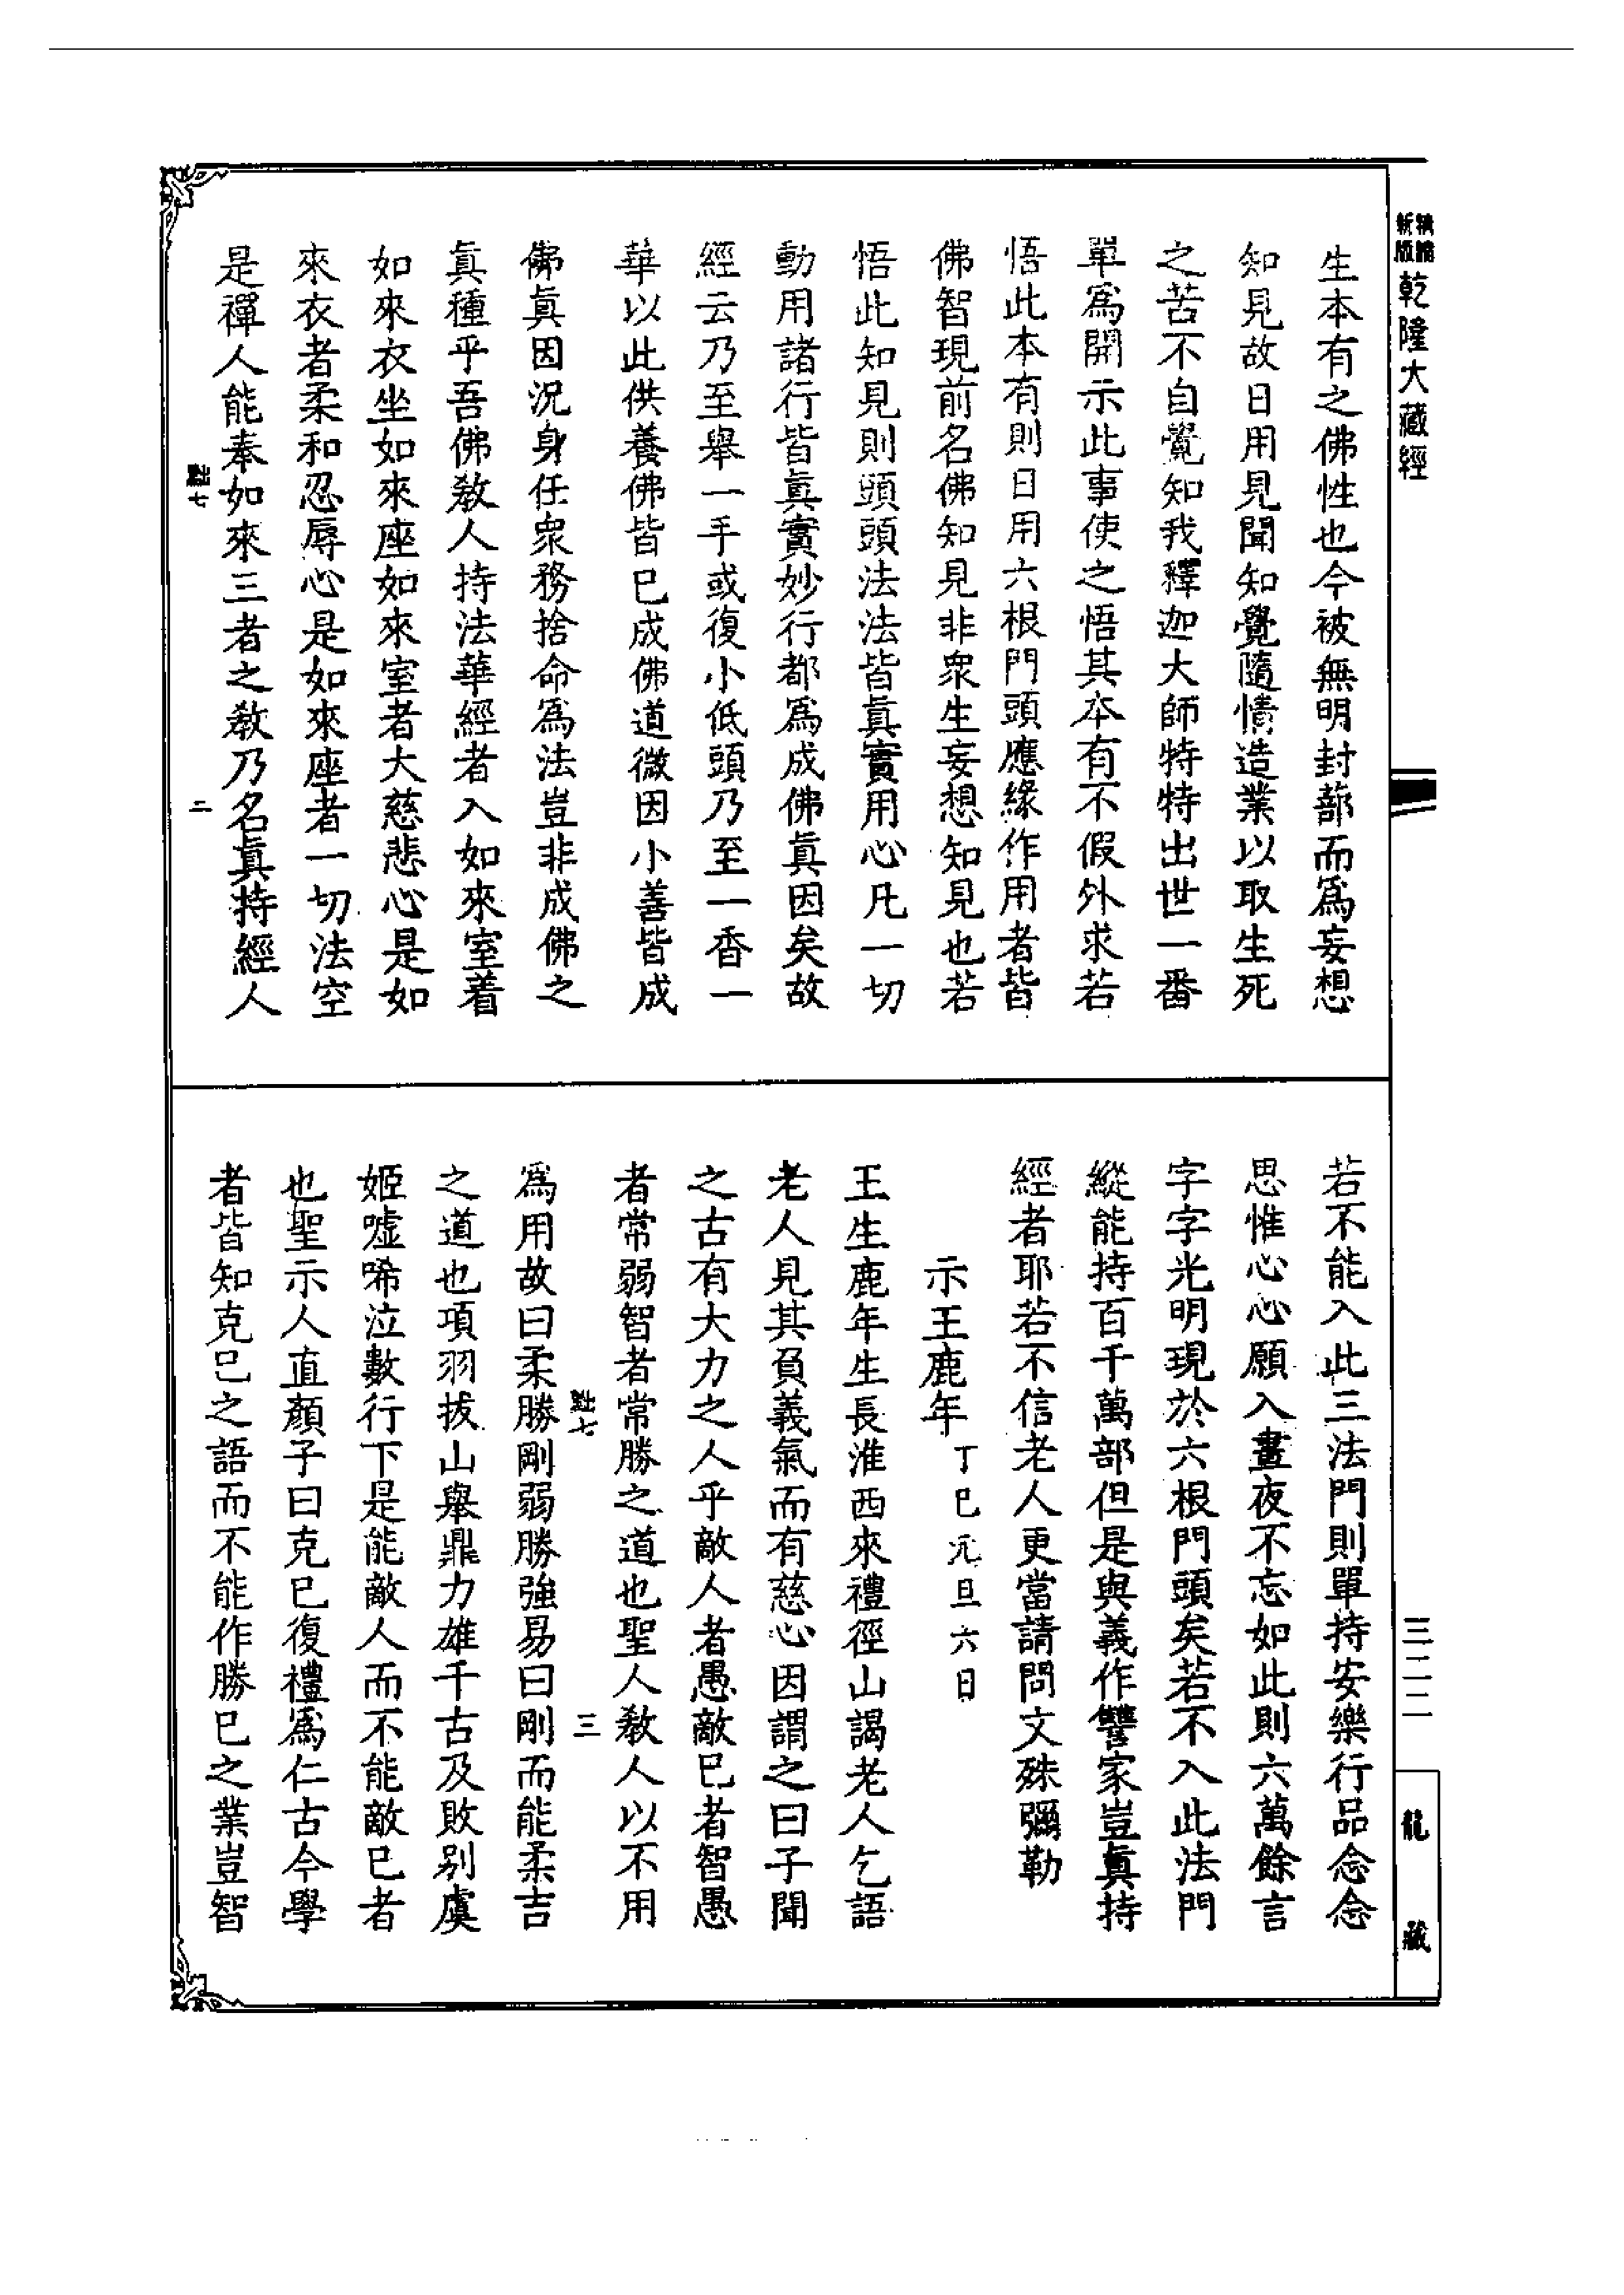 新版精縮乾隆大藏經
生本有之佛性也今被無明封蔀而爲妄想
知見故日用見聞知覺隨情造業以取生死
之苦不自覺知我釋迦大師特特出世一番
單爲開示此事使之悟其本有不假外求若
悟此本有則日用六根門頭應緣作用者皆
佛智現前名佛知見非衆生妄想知見也若
悟此知見則頭頭法法皆眞實用心凡一切
動用諸行皆眞實妙行都爲成佛眞因矣故
經云乃至舉一手或復小低頭乃至一香一
華以此供養佛皆已成佛道微因小善皆成
佛眞因況身任衆務捨命爲法豈非成佛之
眞種乎吾佛教人持法華經者入如來室着
如來衣坐如來座如來室者大慈悲心是如
來衣者柔和忍辱心是如來座者一切法空
是禪人能奉如來三者之教乃名眞持經人
七
二
若不能入此三法門則單持安樂行品念念
思惟心心願入晝夜不忘如此則六萬餘言
字字光明現於六根門頭矣若不入此法門
縱能持百千萬部但是與義作讐家豈眞持
經者耶若不信老人更當請問文殊彌勒
示王鹿年丁巳元旦六日
王生鹿年生長淮西來禮徑山謁老人乞語
老人見其負義氣而有慈心因謂之曰子聞
之古有大力之人乎敵人者愚敵巳者智愚
者常弱智者常勝之道也聖人教人以不用
七
三
爲用故曰柔勝剛弱勝強易曰剛而能柔吉
之道也項羽拔山舉鼎力雄千古及敗別虞
姬噓唏泣數行下是能敵人而不能敵巳者
也聖示人直顏子曰克巳復禮爲仁古今學
者皆知克巳之語而不能作勝巳之業豈智
三二二
龍藏